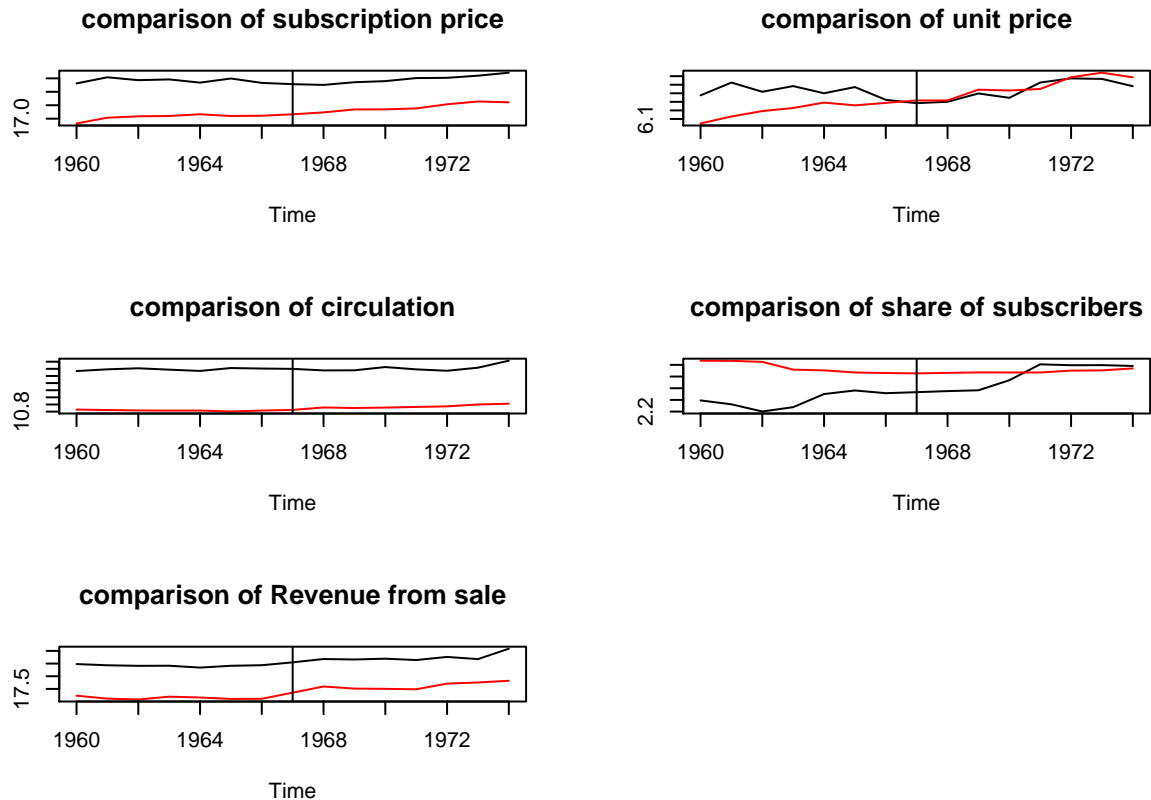 comparison of subscription price
17.0
1960 1964 1968 1972
Time
comparison of unit price
6.1
1960 1964 1968 1972
Time
comparison of circulation
10.8
1960 1964 1968 1972
Time
comparison of share of subscribers
2.2
1960 1964 1968 1972
Time
comparison of Revenue from sale
17.5
1960 1964 1968 1972
Time